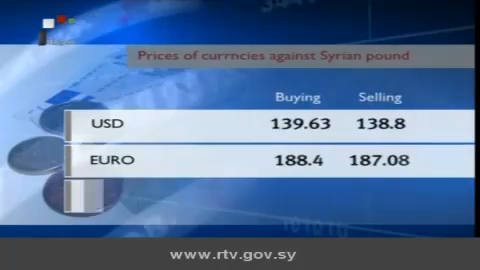 Prices of currncies against Syrian pound
Buying Selling
USD 139.63 138.8
EURO 188.4 187.08
www.rtv.gov.sy